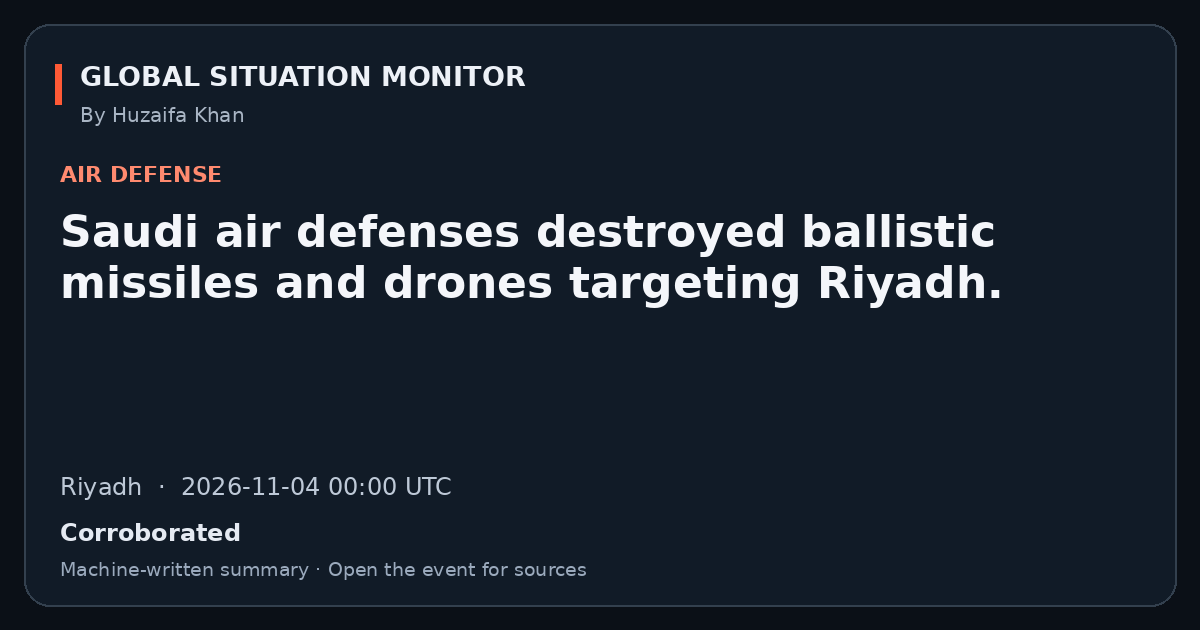 GLOBAL SITUATION MONITOR
By Huzaifa Khan
AIR DEFENSE
Saudi air defenses destroyed ballistic
missiles and drones targeting Riyadh.
Riyadh · 2026-11-04 00:00 UTC
Corroborated
Machine-written summary · Open the event for sources